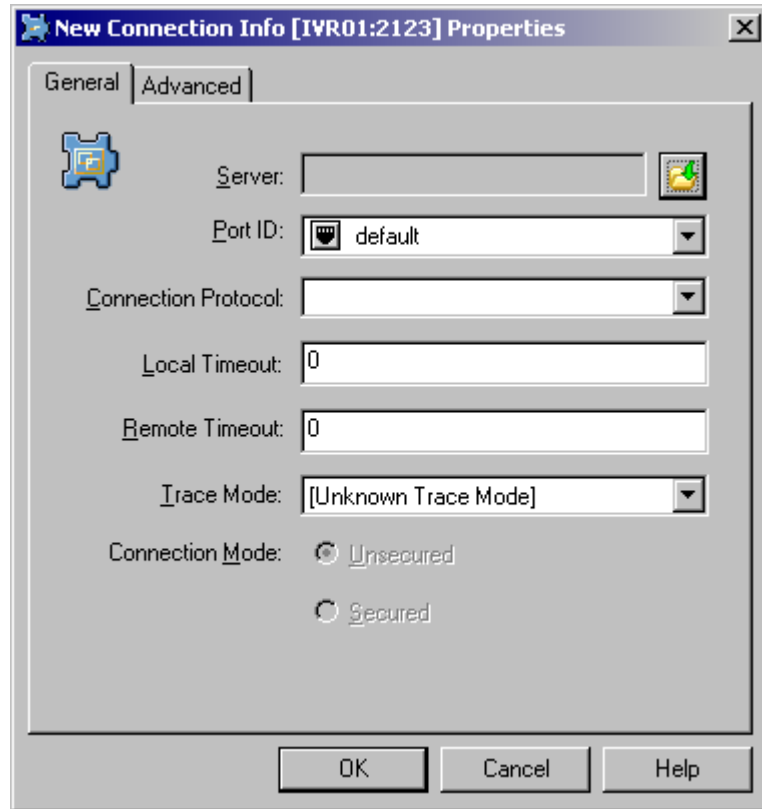 New Connection Info [IVR01:2123] Properties
General Advanced
Server:
Port ID: default
Connection Protocol:
Local Timeout: 0
Remote Timeout: 0
Trace Mode: [Unknown Trace Mode]
Connection Mode: Unsecured
Secured
OK Cancel Help